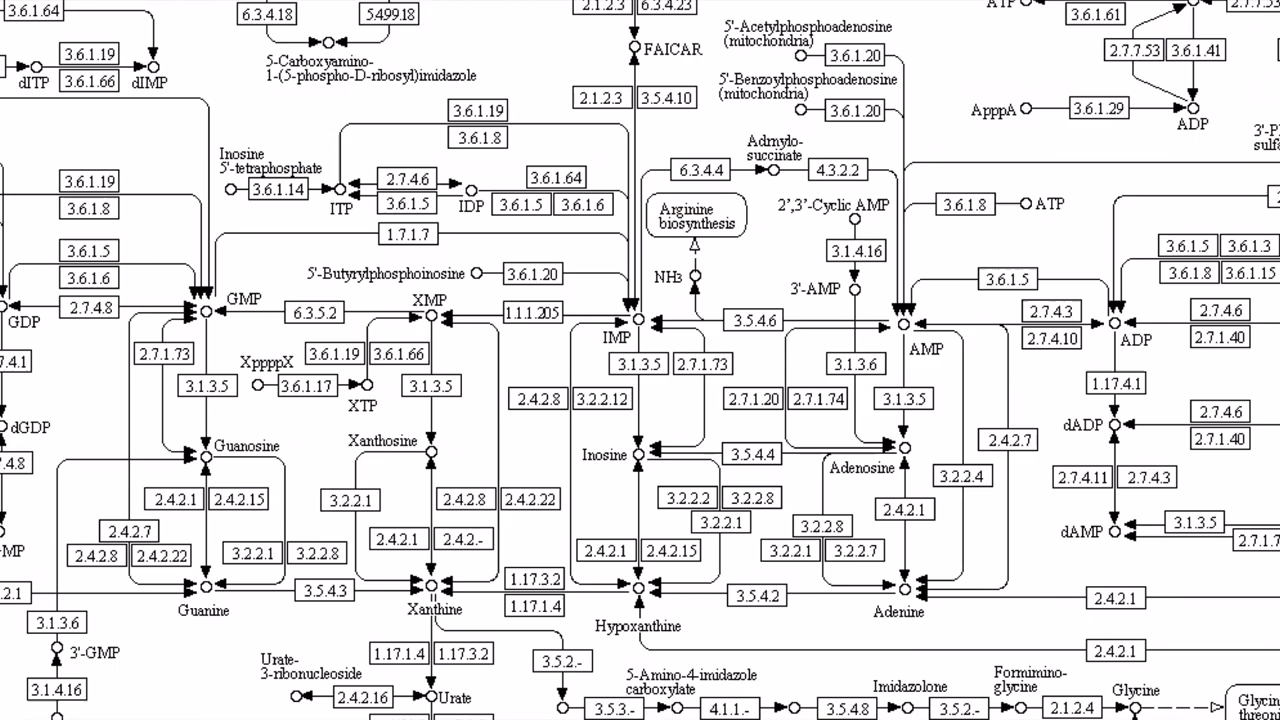 3.6.1.64
6.3.4.18
5.4.99.18
2.1.2.3
6.3.4.23
ATP
3.6.1.61
5'-Acetylphosphoadenosine
(mitochondria)
3.6.1.20
FAICAR
2.7.7.53
3.6.1.41
3.6.1.19
dITP
3.6.1.66
dIMP
5-Carboxyamino-
1-(5-phospho-D-ribosyl)imidazole
5'-Benzoylphosphoadenosine
(mitochondria)
3.6.1.20
2.1.2.3
3.5.4.10
ApppA
3.6.1.29
ADP
3.6.1.19
3.6.1.8
Adrnylo-
succinate
Inosine
5'-tetraphosphate
3.6.1.14
ITP
2.7.4.6
3.6.1.5
IDP
3.6.1.64
3.6.1.5
3.6.1.6
6.3.4.4
4.3.2.2
3.6.1.19
3.6.1.8
Arginine
biosynthesis
2',3'-Cyclic AMP
3.6.1.8
ATP
1.7.1.7
3.6.1.5
3.6.1.6
3.1.4.16
3.6.1.5
3.6.1.3
3.6.1.8
3.6.1.15
5'-Butyrylphosphoinosine
3.6.1.20
NH3
3'-AMP
3.6.1.5
GDP
2.7.4.8
GMP
6.3.5.2
XMP
1.1.1.205
IMP
3.5.4.6
AMP
2.7.4.3
2.7.4.10
ADP
2.7.4.6
2.7.1.40
2.7.1.73
3.1.3.5
XppppX
3.6.1.17
3.6.1.19
3.6.1.66
XTP
3.1.3.5
3.1.3.5
2.7.1.73
3.1.3.6
1.17.4.1
2.4.2.8
3.2.2.12
2.7.1.20
2.7.1.74
3.1.3.5
dGDP
Guanosine
Xanthosine
Inosine
3.5.4.4
Adenosine
2.4.2.7
dADP
2.7.4.6
2.7.1.40
3.2.2.4
2.7.4.11
2.7.4.3
2.4.2.1
2.4.2.15
3.2.2.1
2.4.2.8
2.4.2.22
3.2.2.2
3.2.2.8
3.2.2.1
2.4.2.1
3.2.2.8
2.4.2.7
2.4.2.8
2.4.2.22
3.2.2.1
3.2.2.8
2.4.2.1
2.4.2.-
2.4.2.1
2.4.2.15
3.2.2.1
3.2.2.7
dAMP
3.1.3.5
Guanine
3.5.4.3
Xanthine
1.17.3.2
1.17.1.4
Hypoxanthine
3.5.4.2
Adenine
2.4.2.1
2.4.2.1
3.1.3.6
3'-GMP
3.1.4.16
1.17.1.4
1.17.3.2
3.5.2.-
Urate-
3-ribonucleoside
2.4.2.16
Urate
5-Amino-4-imidazole
carboxylate
3.5.3.-
4.1.1.-
3.5.4.8
Imidazolone
3.5.2.-
Formimino-
glycine
2.1.2.4
Glycine